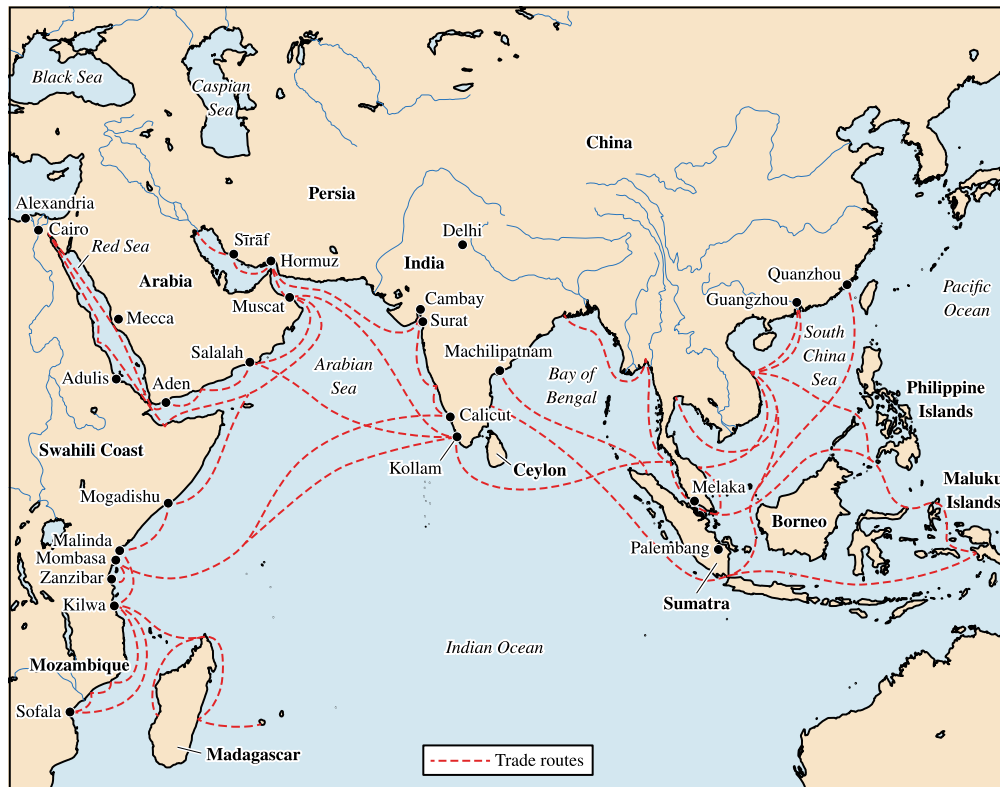 Black Sea
Caspian
Sea
China
Persia
Alexandria
Cairo
Red Sea
Sīrāf
Hormuz
Delhi
India
Arabia
Muscat
Cambay
Surat
Quanzhou
Guangzhou
Pacific
Ocean
Mecca
South
China
Sea
Salalah
Arabian
Sea
Machilipatnam
Bay of
Bengal
Adulis
Aden
Philippine
Islands
Calicut
Swahili Coast
Kollam
Ceylon
Mogadishu
Melaka
Maluku
Islands
Borneo
Malinda
Mombasa
Zanzibar
Palembang
Kilwa
Sumatra
Indian Ocean
Mozambique
Sofala
Madagascar
Trade routes